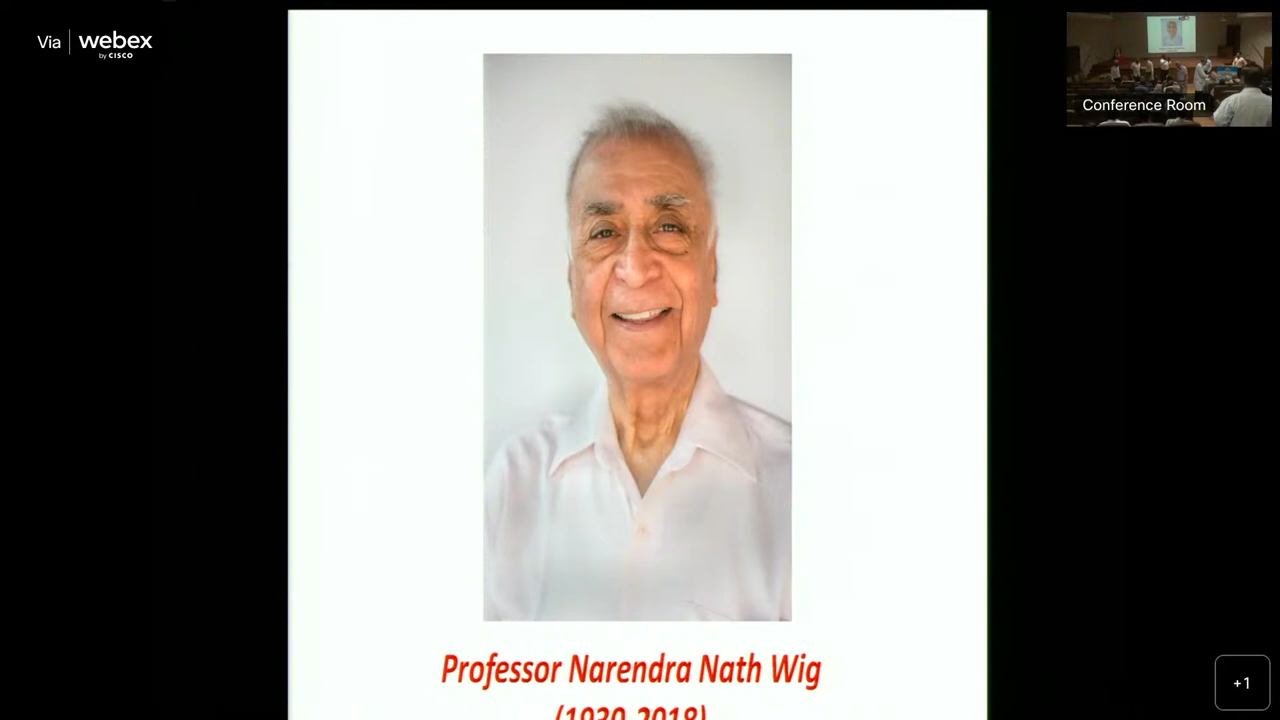 Via webex
by CISCO
Conference Room
Professor Narendra Nath Wig
(1930-2018)
+1